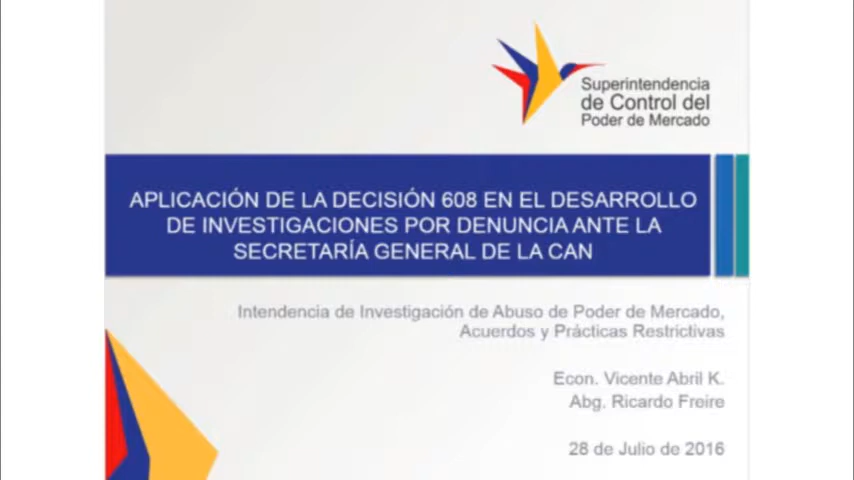 Superintendencia
de Control del
Poder de Mercado
APLICACIÓN DE LA DECISIÓN 608 EN EL DESARROLLO
DE INVESTIGACIONES POR DENUNCIA ANTE LA
SECRETARÍA GENERAL DE LA CAN
Intendencia de Investigación de Abuso de Poder de Mercado,
Acuerdos y Prácticas Restrictivas
Econ. Vicente Abril K.
Abg. Ricardo Freire
28 de Julio de 2016